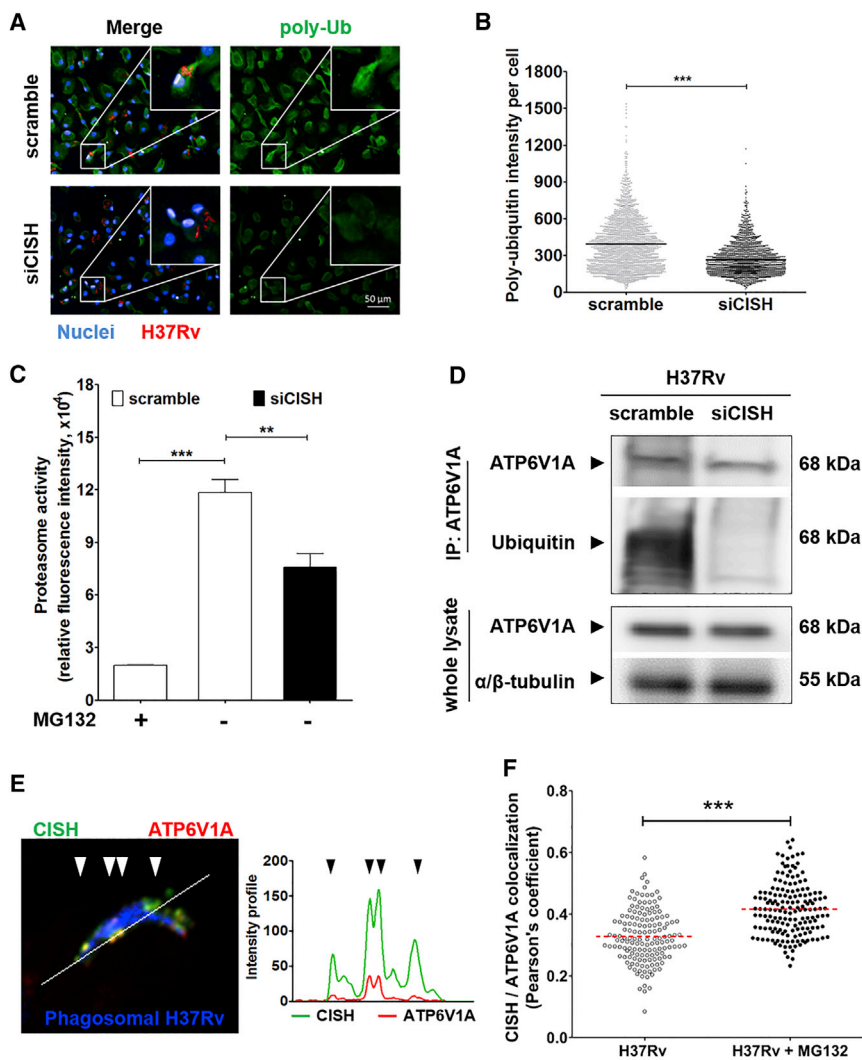 A
Merge
poly-Ub
scramble
siCISH
50 µm
Nuclei
H37Rv
B
Poly-ubiquitin intensity per cell
1800
1500
1200
900
600
300
0
***
scramble
siCISH
C
Proteasome activity
(relative fluorescence intensity, x10⁴)
18
15
12
9
6
3
0
scramble
siCISH
***
**
MG132
+
-
-
D
H37Rv
scramble
siCISH
IP: ATP6V1A
ATP6V1A
68 kDa
Ubiquitin
68 kDa
whole lysate
ATP6V1A
68 kDa
α/β-tubulin
55 kDa
E
CISH
ATP6V1A
Phagosomal H37Rv
Intensity profile
200
150
100
50
0
CISH
ATP6V1A
F
CISH / ATP6V1A colocalization
(Pearson's coefficient)
0.8
0.6
0.4
0.2
0.0
***
H37Rv
H37Rv + MG132